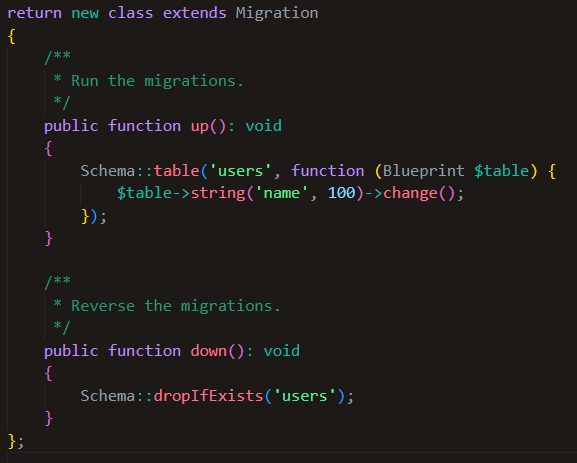 return new class extends Migration
{
    /**
     * Run the migrations.
     */
    public function up(): void
    {
        Schema::table('users', function (Blueprint $table) {
            $table->string('name', 100)->change();
        });
    }

    /**
     * Reverse the migrations.
     */
    public function down(): void
    {
        Schema::dropIfExists('users');
    }
};